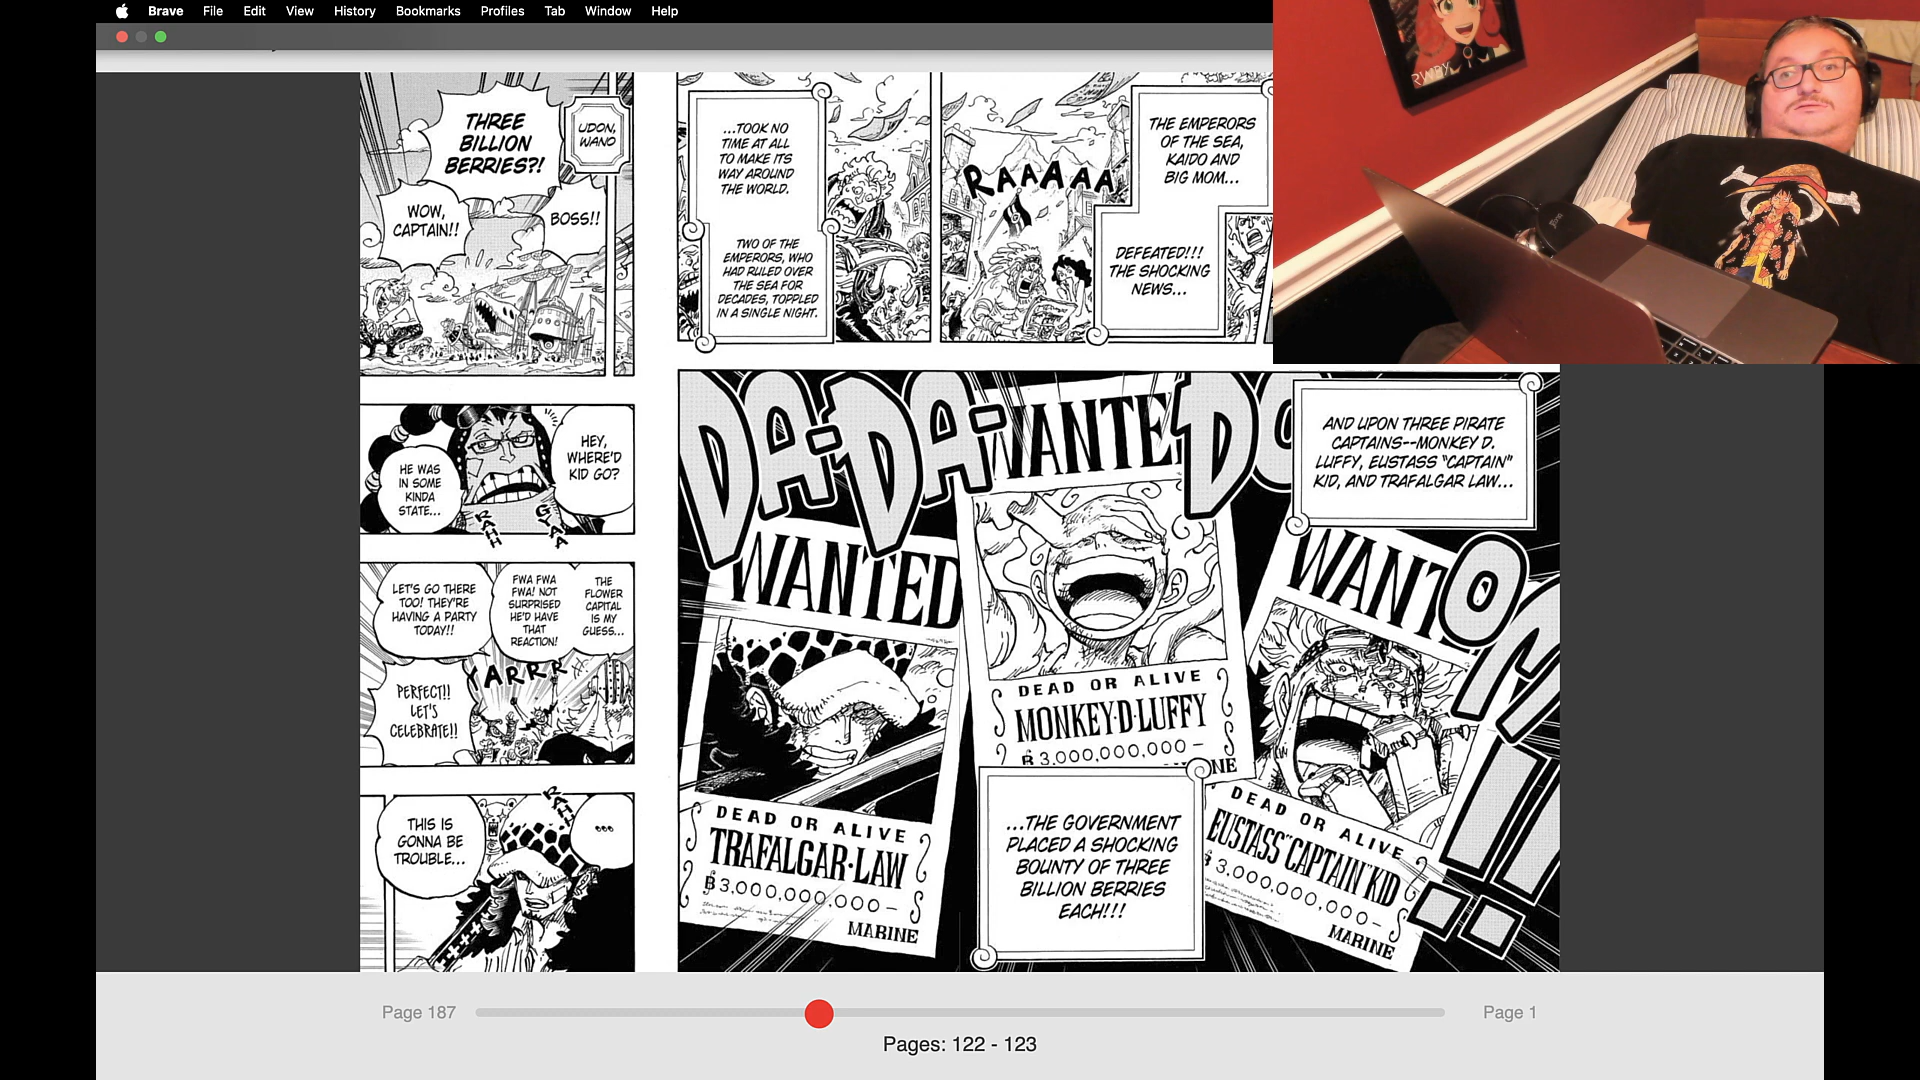 Brave File Edit View History Bookmarks Profiles Tab Window Help
RWBY
THE EMPERORS
OF THE SEA,
KAIDO AND
BIG MOM...
DEFEATED!!!
THE SHOCKING
NEWS...
RAAAAA
...TOOK NO
TIME AT ALL
TO MAKE ITS
WAY AROUND
THE WORLD.
TWO OF THE
EMPERORS, WHO
HAD RULED OVER
THE SEA FOR
DECADES, TOPPLED
IN A SINGLE NIGHT.
AND UPON THREE PIRATE
CAPTAINS--MONKEY D.
LUFFY, EUSTASS "CAPTAIN"
KID, AND TRAFALGAR LAW...
DA-DA-DOOM!!
WANT
DEAD OR ALIVE
EUSTASS"CAPTAIN"KID
3,000,000,000-
MARINE
WANTE
DEAD OR ALIVE
MONKEY·D·LUFFY
฿3,000,000,000-
NE
WANTED
DEAD OR ALIVE
TRAFALGAR·LAW
฿3,000,000,000-
MARINE
...THE GOVERNMENT
PLACED A SHOCKING
BOUNTY OF THREE
BILLION BERRIES
EACH!!!
UDON,
WANO
THREE
BILLION
BERRIES?!
BOSS!!
WOW,
CAPTAIN!!
HEY,
WHERE'D
KID GO?
HE WAS
IN SOME
KINDA
STATE...
GYAA
RAHH
THE
FLOWER
CAPITAL
IS MY
GUESS...
FWA FWA
FWA! NOT
SURPRISED
HE'D HAVE
THAT
REACTION!
LET'S GO THERE
TOO! THEY'RE
HAVING A PARTY
TODAY!!
YARRR
PERFECT!!
LET'S
CELEBRATE!!
RAHH
...
THIS IS
GONNA BE
TROUBLE...
Page 187
Page 1
Pages: 122 - 123